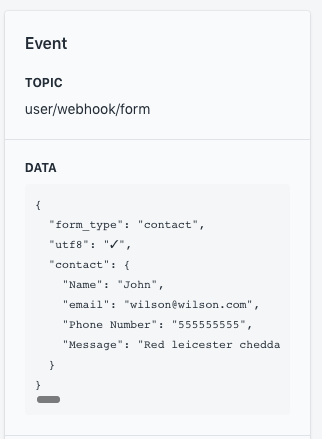 Event
TOPIC
user/webhook/form
DATA
{
"form_type": "contact",
"utf8": "✓",
"contact": {
"Name": "John",
"email": "wilson@wilson.com",
"Phone Number": "555555555",
"Message": "Red leicester chedda
}
}